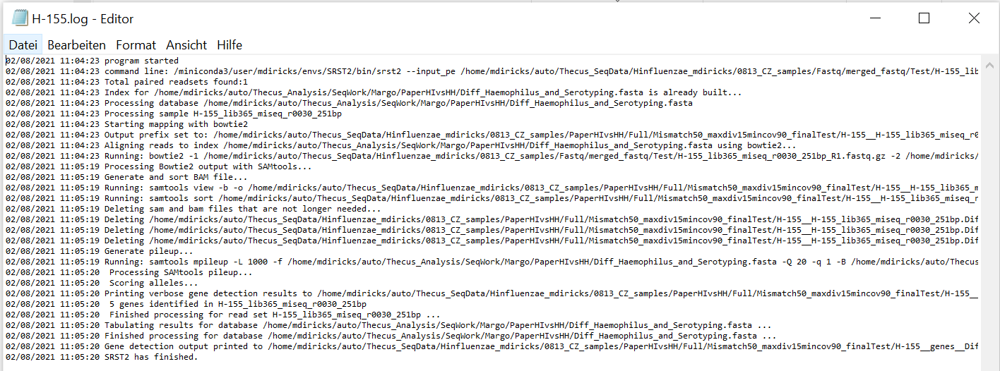 H-155.log - Editor
Datei Bearbeiten Format Ansicht Hilfe
02/08/2021 11:04:23 program started
02/08/2021 11:04:23 command line: /miniconda3/user/mdiricks/envs/SRST2/bin/srst2 --input_pe /home/mdiricks/auto/Thecus_SeqData/Hinfluenzae_mdiricks/0813_CZ_samples/Fastq/merged_fastq/Test/H-155_lib
02/08/2021 11:04:23 Total paired readsets found:1
02/08/2021 11:04:23 Index for /home/mdiricks/auto/Thecus_Analysis/SeqWork/Margo/PaperHIvsHH/Diff_Haemophilus_and_Serotyping.fasta is already built...
02/08/2021 11:04:23 Processing database /home/mdiricks/auto/Thecus_Analysis/SeqWork/Margo/PaperHIvsHH/Diff_Haemophilus_and_Serotyping.fasta
02/08/2021 11:04:23 Processing sample H-155_lib365_miseq_r0030_251bp
02/08/2021 11:04:23 Starting mapping with bowtie2
02/08/2021 11:04:23 Output prefix set to: /home/mdiricks/auto/Thecus_SeqData/Hinfluenzae_mdiricks/0813_CZ_samples/PaperHIvsHH/Full/Mismatch50_maxdiv15mincov90_finalTest/H-155__H-155_lib365_miseq_r0
02/08/2021 11:04:23 Aligning reads to index /home/mdiricks/auto/Thecus_Analysis/SeqWork/Margo/PaperHIvsHH/Diff_Haemophilus_and_Serotyping.fasta using bowtie2...
02/08/2021 11:04:23 Running: bowtie2 -1 /home/mdiricks/auto/Thecus_SeqData/Hinfluenzae_mdiricks/0813_CZ_samples/Fastq/merged_fastq/Test/H-155_lib365_miseq_r0030_251bp_R1.fastq.gz -2 /home/mdiricks/
02/08/2021 11:05:19 Processing Bowtie2 output with SAMtools...
02/08/2021 11:05:19 Generate and sort BAM file...
02/08/2021 11:05:19 Running: samtools view -b -o /home/mdiricks/auto/Thecus_SeqData/Hinfluenzae_mdiricks/0813_CZ_samples/PaperHIvsHH/Full/Mismatch50_maxdiv15mincov90_finalTest/H-155__H-155_lib365_m
02/08/2021 11:05:19 Running: samtools sort /home/mdiricks/auto/Thecus_SeqData/Hinfluenzae_mdiricks/0813_CZ_samples/PaperHIvsHH/Full/Mismatch50_maxdiv15mincov90_finalTest/H-155__H-155_lib365_miseq_r
02/08/2021 11:05:19 Deleting sam and bam files that are not longer needed...
02/08/2021 11:05:19 Deleting /home/mdiricks/auto/Thecus_SeqData/Hinfluenzae_mdiricks/0813_CZ_samples/PaperHIvsHH/Full/Mismatch50_maxdiv15mincov90_finalTest/H-155__H-155_lib365_miseq_r0030_251bp.Dif
02/08/2021 11:05:19 Deleting /home/mdiricks/auto/Thecus_SeqData/Hinfluenzae_mdiricks/0813_CZ_samples/PaperHIvsHH/Full/Mismatch50_maxdiv15mincov90_finalTest/H-155__H-155_lib365_miseq_r0030_251bp.Dif
02/08/2021 11:05:19 Deleting /home/mdiricks/auto/Thecus_SeqData/Hinfluenzae_mdiricks/0813_CZ_samples/PaperHIvsHH/Full/Mismatch50_maxdiv15mincov90_finalTest/H-155__H-155_lib365_miseq_r0030_251bp.Dif
02/08/2021 11:05:19 Generate pileup...
02/08/2021 11:05:19 Running: samtools mpileup -L 1000 -f /home/mdiricks/auto/Thecus_Analysis/SeqWork/Margo/PaperHIvsHH/Diff_Haemophilus_and_Serotyping.fasta -Q 20 -q 1 -B /home/mdiricks/auto/Thecus
02/08/2021 11:05:20  Processing SAMtools pileup...
02/08/2021 11:05:20  Scoring alleles...
02/08/2021 11:05:20 Printing verbose gene detection results to /home/mdiricks/auto/Thecus_SeqData/Hinfluenzae_mdiricks/0813_CZ_samples/PaperHIvsHH/Full/Mismatch50_maxdiv15mincov90_finalTest/H-155__
02/08/2021 11:05:20  5 genes identified in H-155_lib365_miseq_r0030_251bp
02/08/2021 11:05:20  Finished processing for read set H-155_lib365_miseq_r0030_251bp ...
02/08/2021 11:05:20 Tabulating results for database /home/mdiricks/auto/Thecus_Analysis/SeqWork/Margo/PaperHIvsHH/Diff_Haemophilus_and_Serotyping.fasta ...
02/08/2021 11:05:20 Finished processing for database /home/mdiricks/auto/Thecus_Analysis/SeqWork/Margo/PaperHIvsHH/Diff_Haemophilus_and_Serotyping.fasta ...
02/08/2021 11:05:20 Gene detection output printed to /home/mdiricks/auto/Thecus_SeqData/Hinfluenzae_mdiricks/0813_CZ_samples/PaperHIvsHH/Full/Mismatch50_maxdiv15mincov90_finalTest/H-155__genes__Dif
02/08/2021 11:05:20 SRST2 has finished.